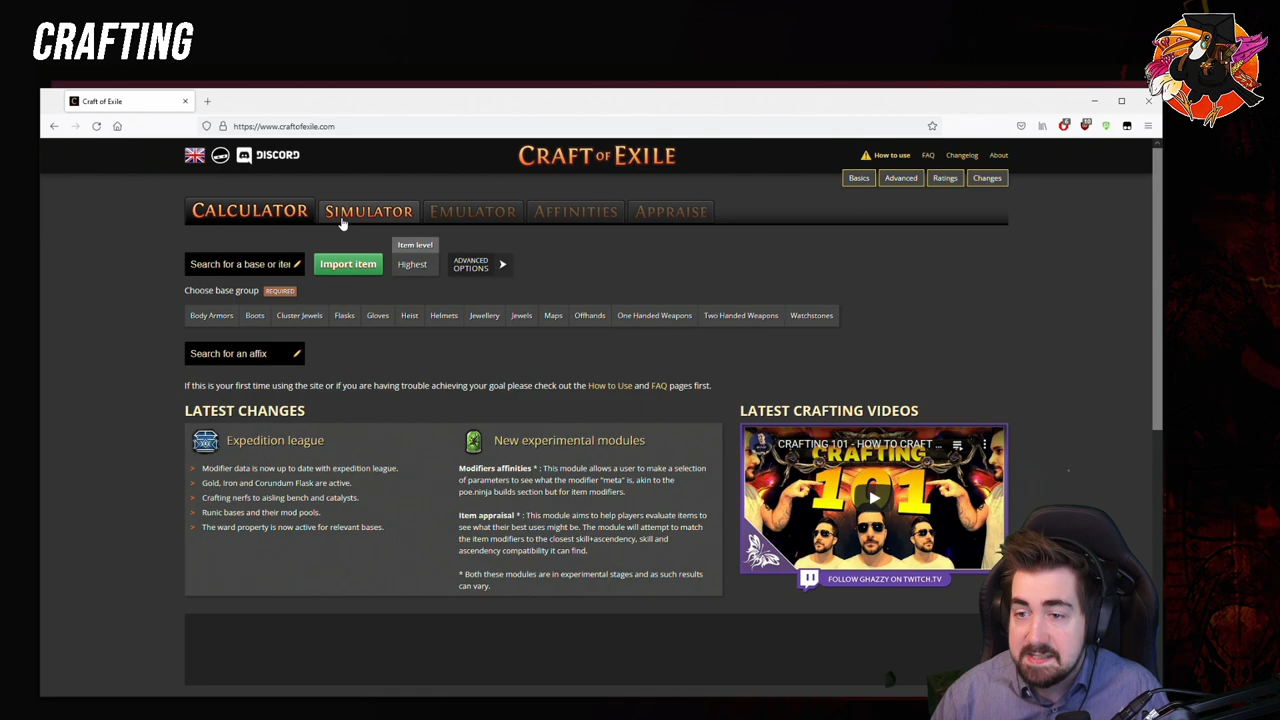 CRAFTING
Craft of Exile
https://www.craftofexile.com
DISCORD
CRAFT OF EXILE
How to use FAQ Changelog About
Basics Advanced Ratings Changes
CALCULATOR SIMULATOR EMULATOR AFFINITIES APPRAISE
Item level
Search for a base or iter Import item Highest ADVANCED
OPTIONS
Choose base group REQUIRED
Body Armors Boots Cluster Jewels Flasks Gloves Heist Helmets Jewellery Jewels Maps Offhands One Handed Weapons Two Handed Weapons Watchstones
Search for an affix
If this is your first time using the site or if you are having trouble achieving your goal please check out the How to Use and FAQ pages first.
LATEST CHANGES
Expedition league
> Modifier data is now up to date with expedition league.
> Gold, Iron and Corundum Flask are active.
> Crafting nerfs to aisling bench and catalysts.
> Runic bases and their mod pools.
> The ward property is now active for relevant bases.
New experimental modules
Modifiers affinities * : This module allows a user to make a selection
of parameters to see what the modifier "meta" is, akin to the
poe.ninja builds section but for item modifiers.
Item appraisal * : This module aims to help players evaluate items to
see what their best uses might be. The module will attempt to match
the item modifiers to the closest skill+ascendency, skill and
ascendency compatibility it can find.
* Both these modules are in experimental stages and as such results
can vary.
LATEST CRAFTING VIDEOS
CRAFTING 101 - HOW TO CRAFT ...
CRAFTING
101
FOLLOW GHAZZY ON TWITCH.TV